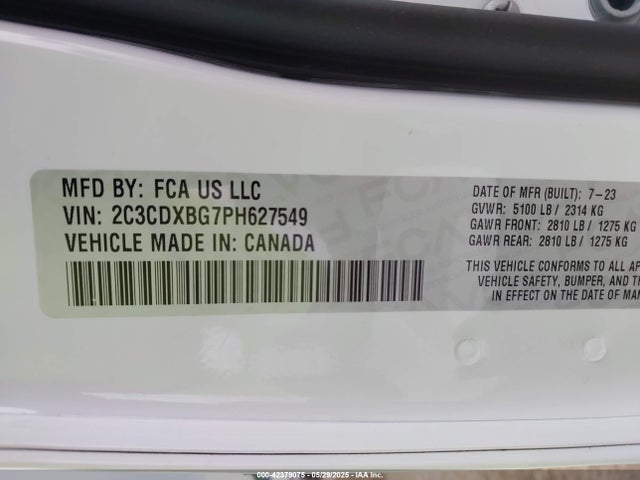 MFD BY: FCA US LLC
VIN: 2C3CDXBG7PH627549
VEHICLE MADE IN: CANADA
DATE OF MFR (BUILT): 7-23
GVWR: 5100 LB / 2314 KG
GAWR FRONT: 2810 LB / 1275 KG
GAWR REAR: 2810 LB / 1275 KG
THIS VEHICLE CONFORMS TO ALL AP
VEHICLE SAFETY, BUMPER, AND T
IN EFFECT ON THE DATE OF MAN
000-42379075 - 05/29/2025 - IAA Inc.